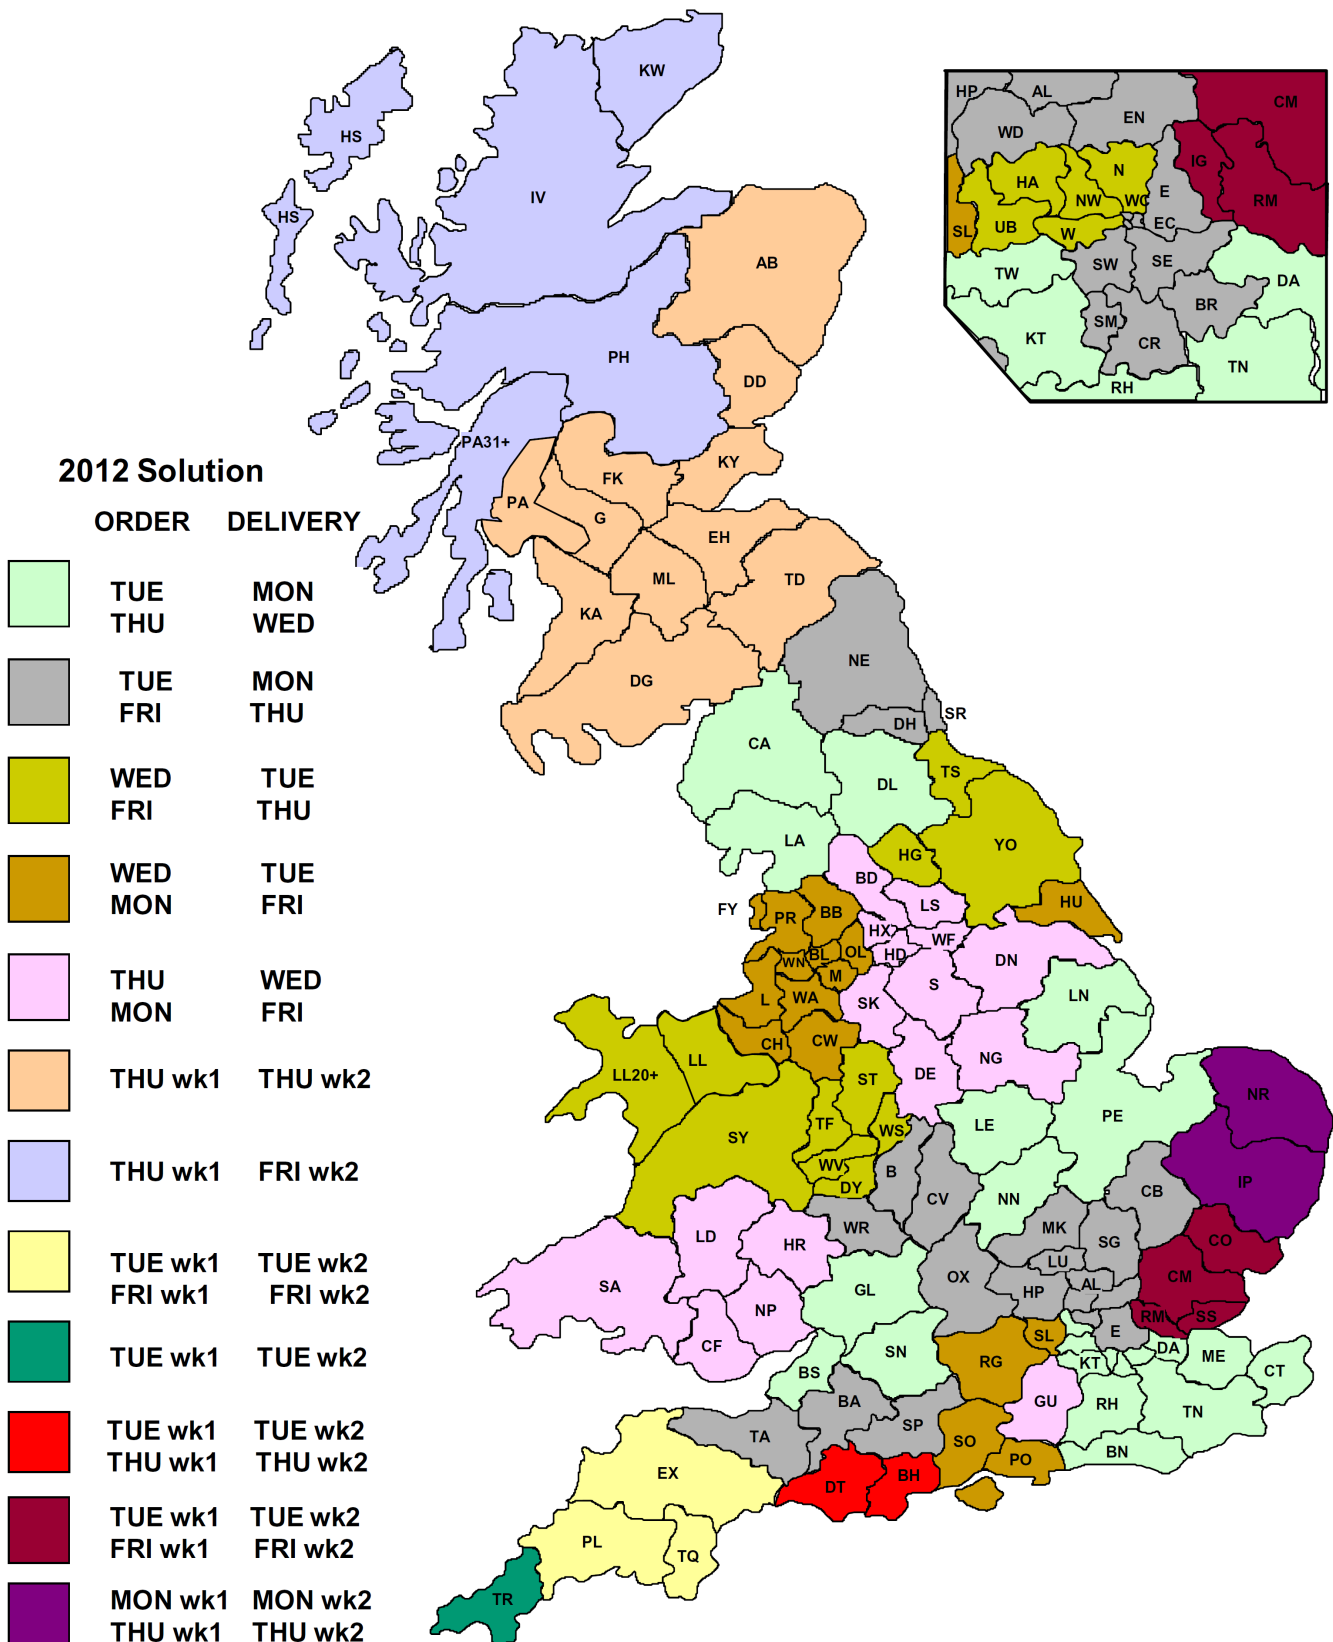 2012 Solution
ORDER DELIVERY
TUE MON
THU WED
TUE MON
FRI THU
WED TUE
FRI THU
WED TUE
MON FRI
THU WED
MON FRI
THU wk1 THU wk2
THU wk1 FRI wk2
TUE wk1 TUE wk2
FRI wk1 FRI wk2
TUE wk1 TUE wk2
TUE wk1 TUE wk2
THU wk1 THU wk2
TUE wk1 TUE wk2
FRI wk1 FRI wk2
MON wk1 MON wk2
THU wk1 THU wk2
KW
HS
IV
HS
AB
PH
DD
PA31+
KY
FK
PA
G
EH
ML
TD
KA
NE
DG
SR
DH
CA
TS
DL
LA
YO
HG
BD
HU
LS
FY
PR
BB
HX
WF
BL
OL
HD
DN
WN
M
S
LN
L
WA
SK
CH
CW
NG
LL
DE
LL20+
ST
NR
PE
TF
LE
WS
SY
WV
B
IP
DY
CV
NN
CB
WR
MK
LD
HR
SG
CO
LU
OX
AL
CM
SA
GL
HP
NP
RM
SS
E
SL
CF
SN
RG
DA
ME
KT
CT
BS
BA
GU
RH
TN
SP
TA
SO
BN
PO
EX
BH
DT
PL
TQ
TR
HP
AL
CM
EN
WD
IG
N
HA
E
NW
WC
RM
EC
UB
W
SL
SW
SE
TW
DA
BR
SM
KT
CR
TN
RH